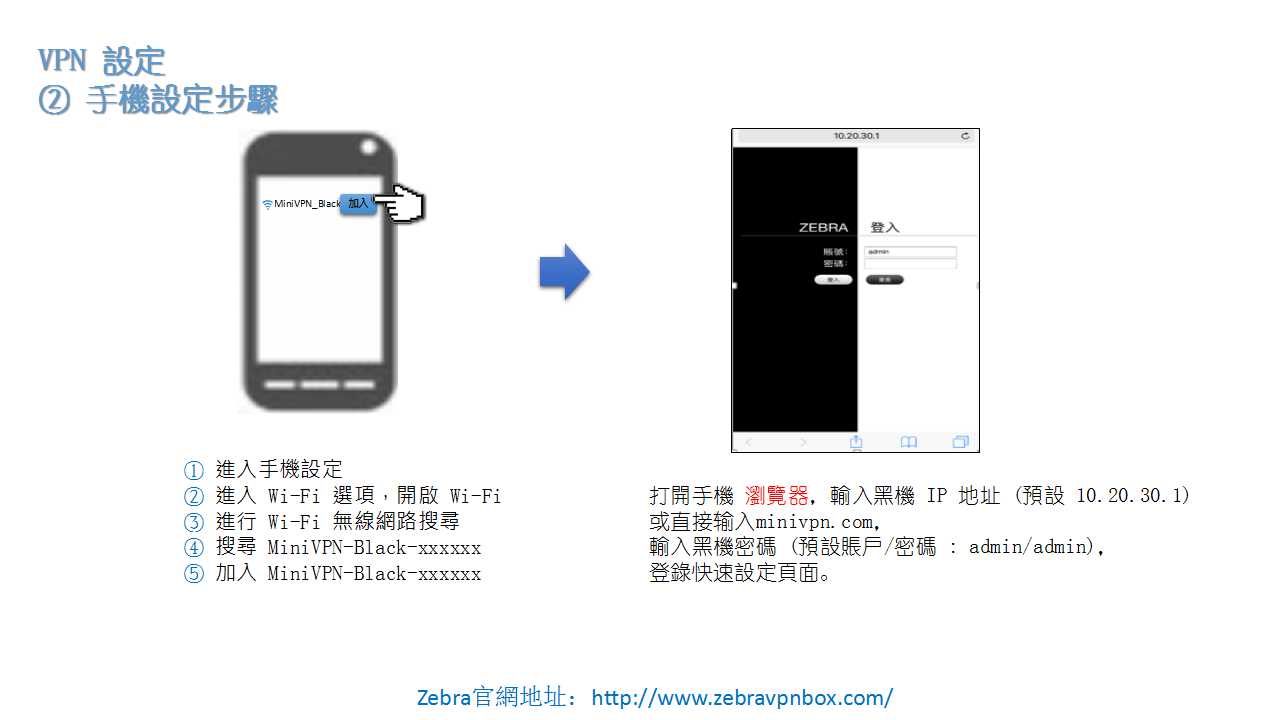 VPN 設定
② 手機設定步驟
MiniVPN_Black 加入
10.20.30.1
ZEBRA 登入
賬號: admin
密碼:
登入
① 進入手機設定
② 進入 Wi-Fi 選項，開啟 Wi-Fi
③ 進行 Wi-Fi 無線網路搜尋
④ 搜尋 MiniVPN-Black-xxxxxx
⑤ 加入 MiniVPN-Black-xxxxxx
打開手機 瀏覽器, 輸入黑機 IP 地址 (預設 10.20.30.1)
或直接输入minivpn.com,
輸入黑機密碼 (預設賬戶/密碼 : admin/admin),
登錄快速設定頁面。
Zebra官網地址：http://www.zebravpnbox.com/